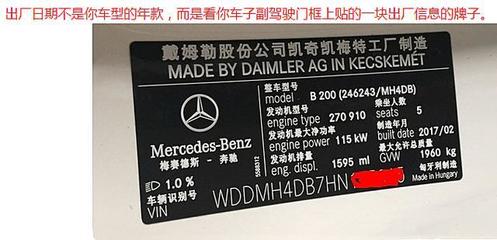 出厂日期不是你车型的年款，而是看你车子副驾驶门框上贴的一块出厂信息的牌子。
戴姆勒股份公司凯奇凯梅特工厂制造
MADE BY DAIMLER AG IN KECSKEMÉT
整车型号
model B 200 (246243/MH4DB)
发动机型号 乘坐人数
engine type 270 910 seats 5
发动机最大净功率 制造年月
engine power 115 kW built date 2017/02
发动机排量 最大允许总质量
eng. displ. 1595 ml GVW 1960 kg
Mercedes-Benz
梅赛德斯 - 奔驰
1.0 %
车辆识别号 匈牙利制造
VIN WDDMH4DB7HN Made in Hungary